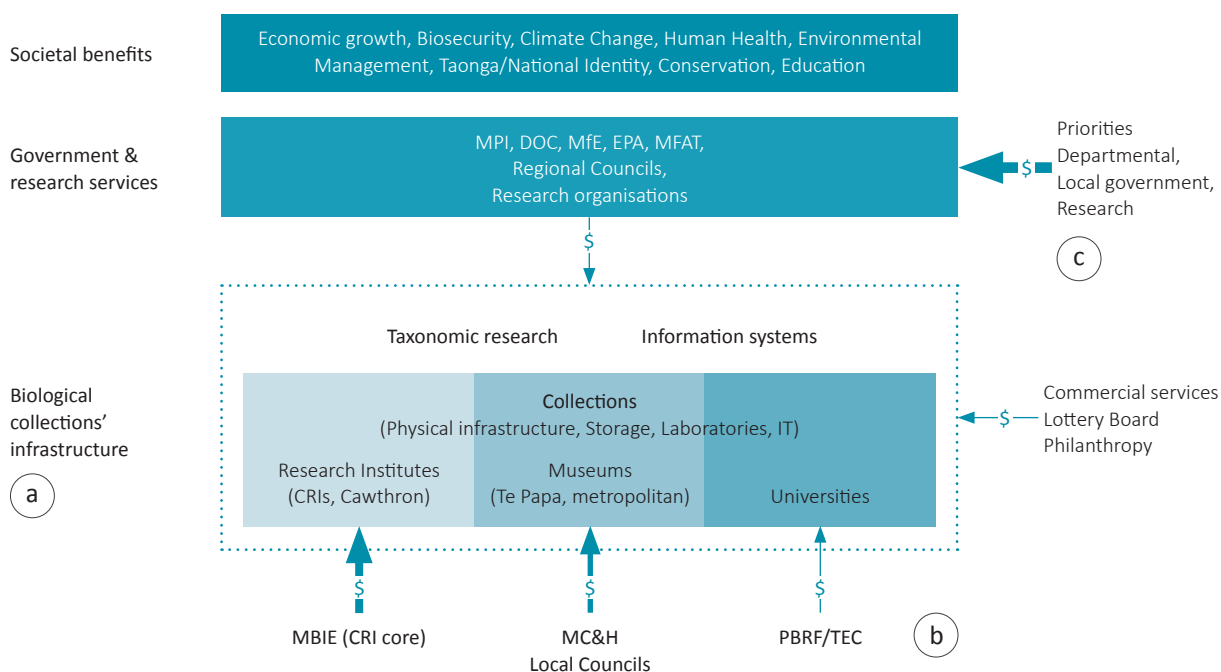 Societal benefits
Economic growth, Biosecurity, Climate Change, Human Health, Environmental
Management, Taonga/National Identity, Conservation, Education
Government &
research services
MPI, DOC, MfE, EPA, MFAT,
Regional Councils,
Research organisations
$
Priorities
Departmental,
Local government,
Research
c
$
Taxonomic research
Information systems
Biological
collections’
infrastructure
a
Collections
(Physical infrastructure, Storage, Laboratories, IT)
Research Institutes
(CRIs, Cawthron)
Museums
(Te Papa, metropolitan)
Universities
$
Commercial services
Lottery Board
Philanthropy
$
$
$
MBIE (CRI core)
MC&H
Local Councils
PBRF/TEC
b